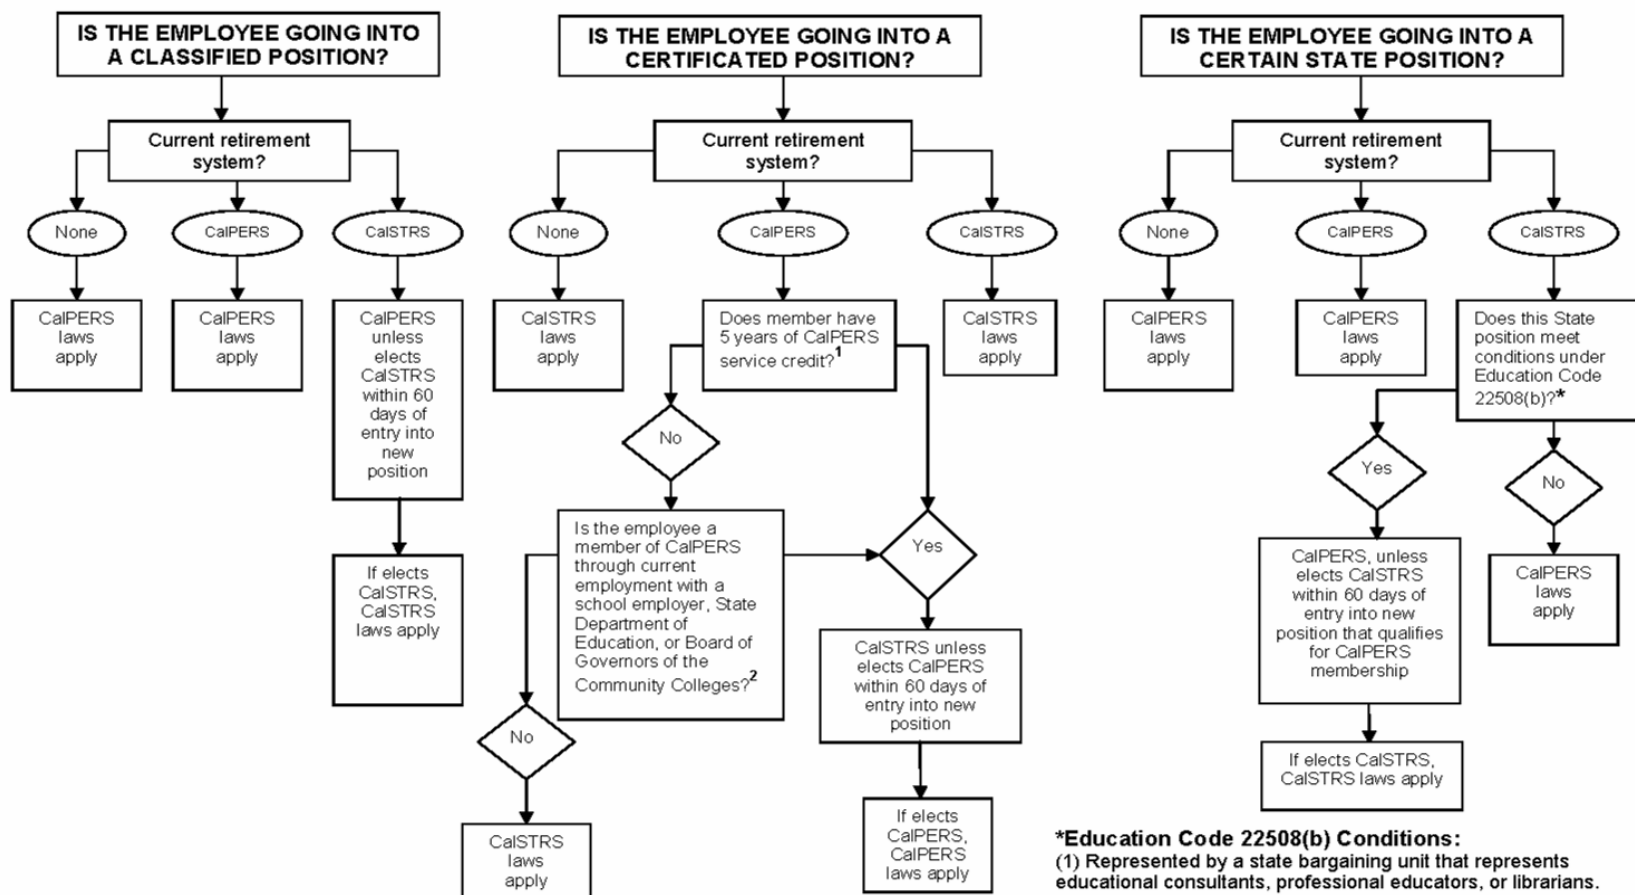 IS THE EMPLOYEE GOING INTO
A CLASSIFIED POSITION?
Current retirement
system?
None
CalPERS
CalSTRS
CalPERS
laws
apply
CalPERS
laws
apply
CalPERS
unless
elects
CalSTRS
within 60
days of
entry into
new
position
If elects
CalSTRS,
CalSTRS
laws apply
IS THE EMPLOYEE GOING INTO A
CERTIFICATED POSITION?
Current retirement
system?
None
CalPERS
CalSTRS
CalSTRS
laws
apply
Does member have
5 years of CalPERS
service credit?1
CalSTRS
laws
apply
No
Is the employee a
member of CalPERS
through current
employment with a
school employer, State
Department of
Education, or Board of
Governors of the
Community Colleges?2
Yes
No
CalSTRS
laws
apply
CalSTRS unless
elects CalPERS
within 60 days of
entry into new
position
If elects
CalPERS,
CalPERS
laws apply
IS THE EMPLOYEE GOING INTO A
CERTAIN STATE POSITION?
Current retirement
system?
None
CalPERS
CalSTRS
CalPERS
laws
apply
CalPERS
laws
apply
Does this State
position meet
conditions under
Education Code
22508(b)?*
Yes
No
CalPERS, unless
elects CalSTRS
within 60 days of
entry into new
position that qualifies
for CalPERS
membership
CalPERS
laws
apply
If elects CalSTRS,
CalSTRS laws apply
*Education Code 22508(b) Conditions:
(1) Represented by a state bargaining unit that represents
educational consultants, professional educators, or librarians.